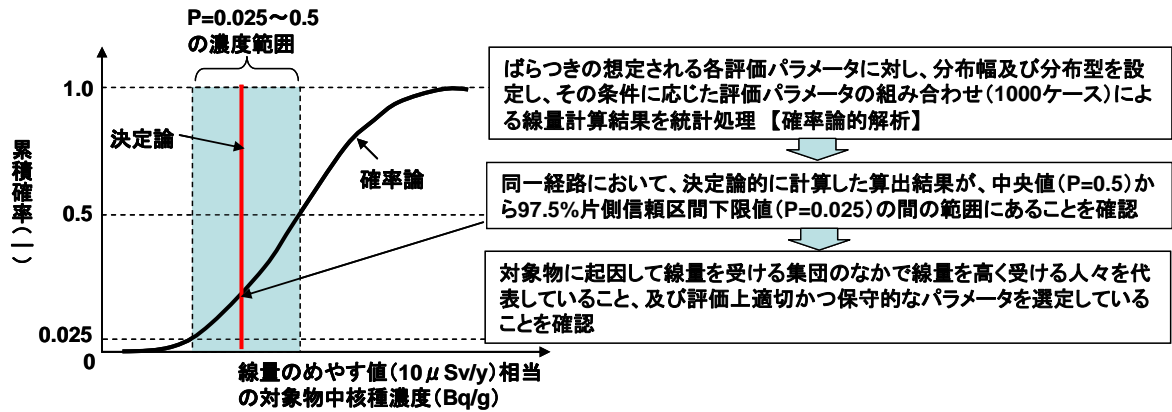 P=0.025～0.5
の濃度範囲
1.0
決定論
確率論
累積確率(－)
0.5
0.025
0
線量のめやす値(10μSv/y)相当
の対象物中核種濃度(Bq/g)
ばらつきの想定される各評価パラメータに対し、分布幅及び分布型を設
定し、その条件に応じた評価パラメータの組み合わせ(1000ケース)によ
る線量計算結果を統計処理 【確率論的解析】
同一経路において、決定論的に計算した算出結果が、中央値(P=0.5)か
ら97.5%片側信頼区間下限値(P=0.025)の間の範囲にあることを確認
対象物に起因して線量を受ける集団のなかで線量を高く受ける人々を代
表していること、及び評価上適切かつ保守的なパラメータを選定している
ことを確認